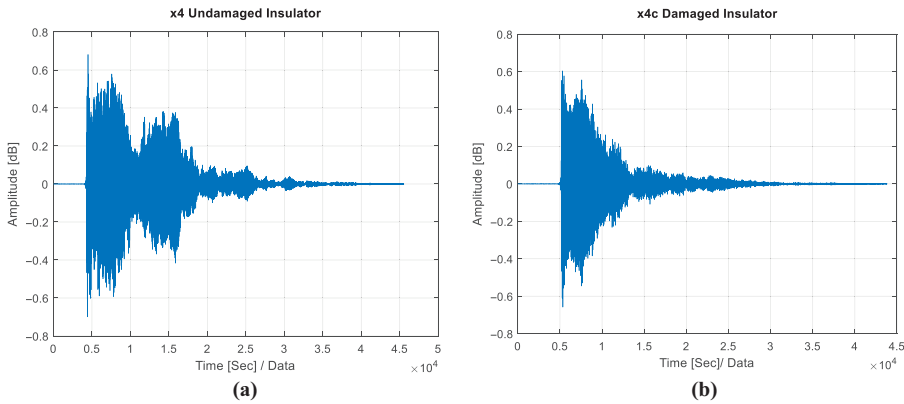 x4 Undamaged Insulator
0.8
0.6
0.4
0.2
0
−0.2
−0.4
−0.6
−0.8
Amplitude [dB]
0 0.5 1 1.5 2 2.5 3 3.5 4 4.5 5
×10⁴
Time [Sec] / Data
(a)
x4c Damaged Insulator
0.8
0.6
0.4
0.2
0
−0.2
−0.4
−0.6
−0.8
Amplitude [dB]
0 0.5 1 1.5 2 2.5 3 3.5 4 4.5
×10⁴
Time [Sec]/ Data
(b)